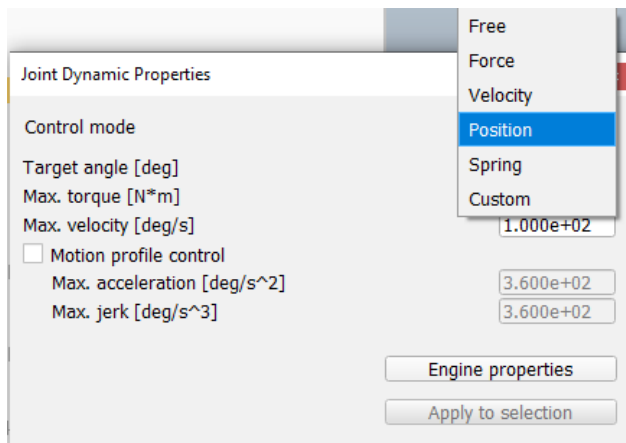 Free
Force
Joint Dynamic Properties
Velocity
Control mode
Position
Target angle [deg]
Spring
Max. torque [N*m]
Custom
Max. velocity [deg/s]
1.000e+02
Motion profile control
Max. acceleration [deg/s^2]
3.600e+02
Max. jerk [deg/s^3]
3.600e+02
Engine properties
Apply to selection